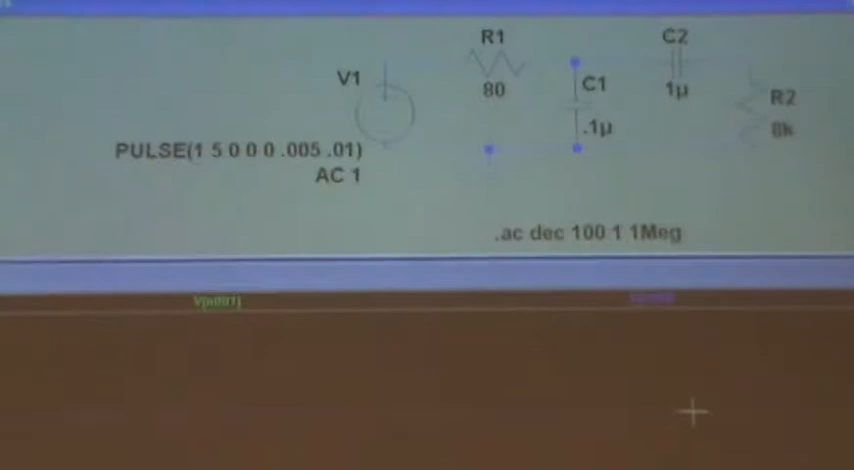 R1
C2
V1
80
C1
1µ
R2
8k
.1µ
PULSE(1 5 0 0 0 .005 .01)
AC 1
.ac dec 100 1 1Meg
V(n001)